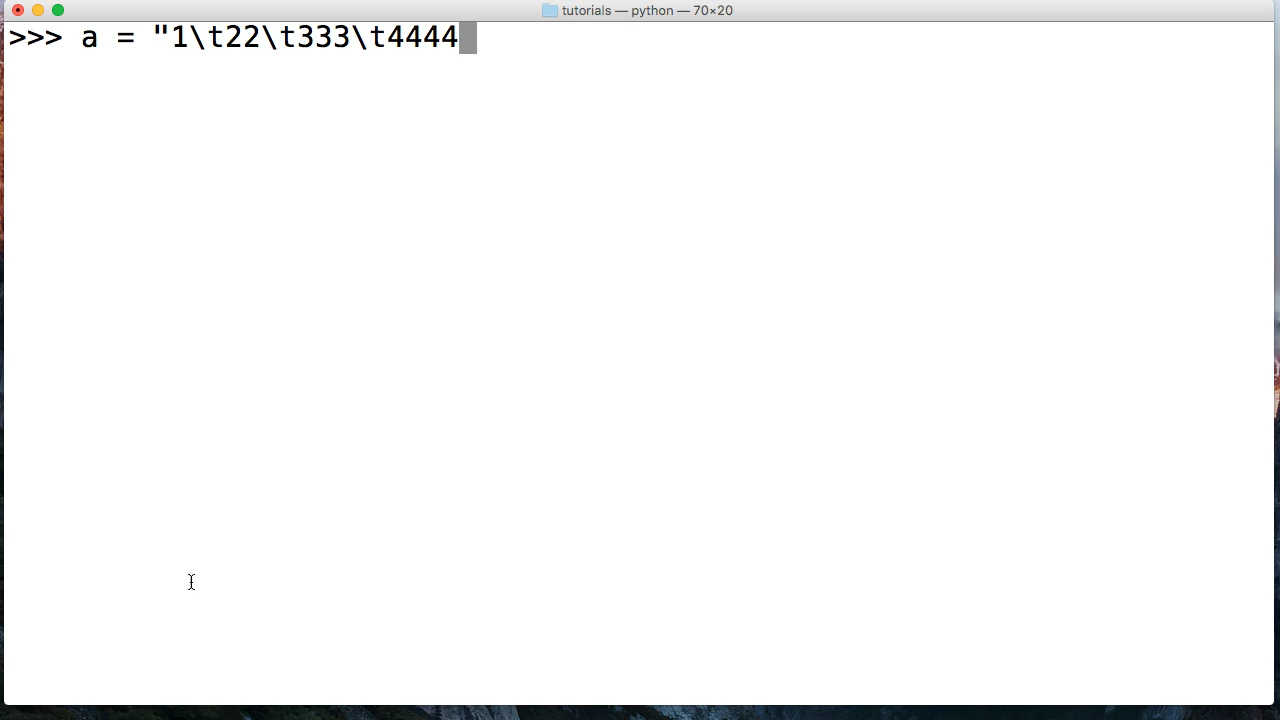 tutorials — python — 70×20
>>> a = "1\t22\t333\t4444